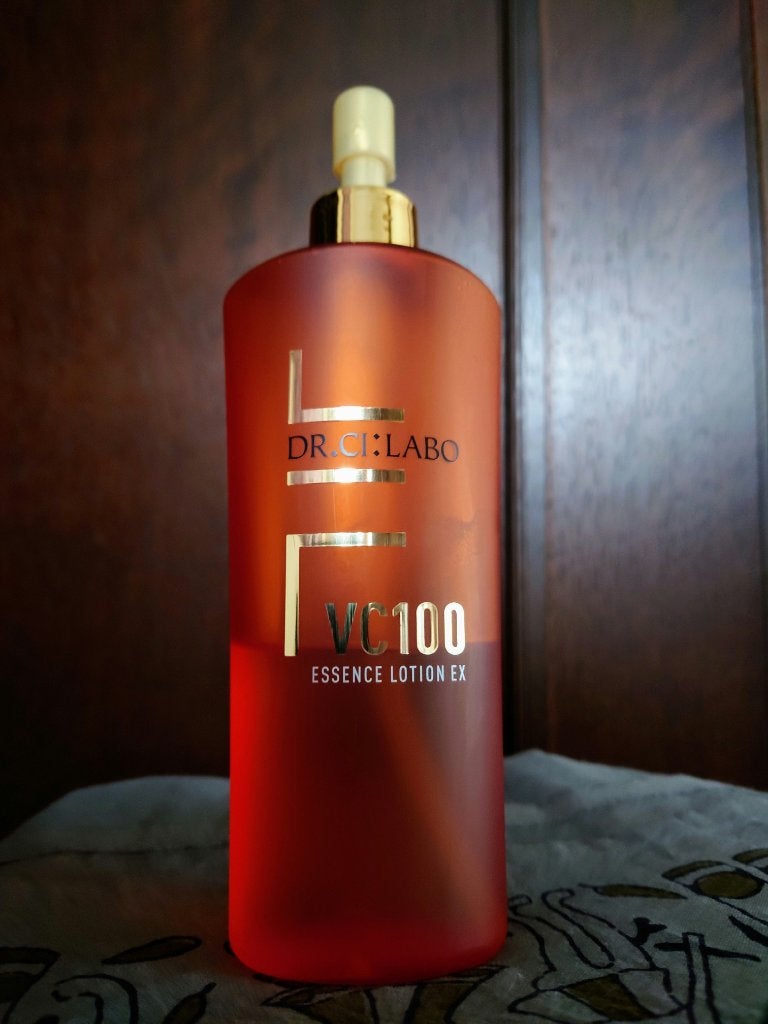 DR.CI:LABO
VC100
ESSENCE LOTION EX